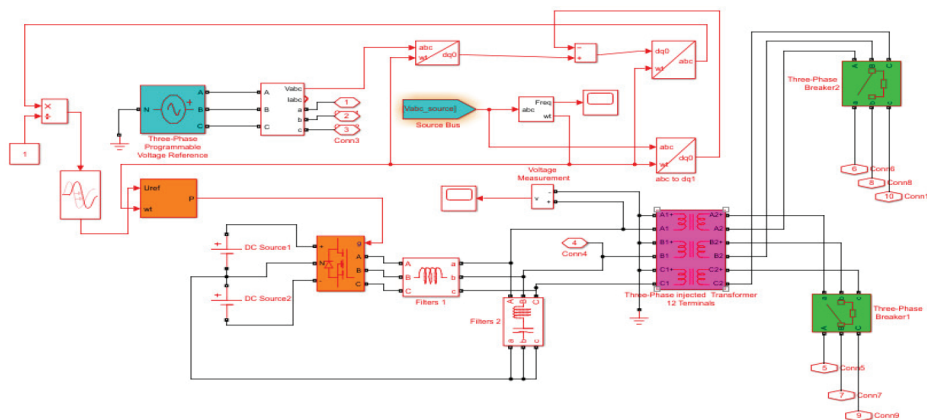 abc
wt
dq0
-
+
dq0
wt
abc
A B C
Three-Phase
Breaker2
a b c
6 Conn6
8 Conn8
10 Conn1
N
A
B
C
Three-Phase
Programmable
Voltage Reference
A
B
C
Vabc
Iabc
a
b
c
1
2
3
Conn3
Vabc_source]
Source Bus
abc
Freq
wt
abc
wt
dq0
abc to dq1
X
÷
1
Uref
wt
P
Voltage
Measurement
v
-
+
DC Source1
DC Source2
+
N
-
g
A
B
C
A
B
C
a
b
c
Filters 1
4
Conn4
A B C
a b c
Filters 2
A1+ A2+
A1 A2
B1+ B2+
B1 B2
C1+ C2+
C1 C2
Three-Phase injected Transformer
12 Terminals
a b c
A B C
Three-Phase
Breaker1
5 Conn5
7 Conn7
9 Conn9